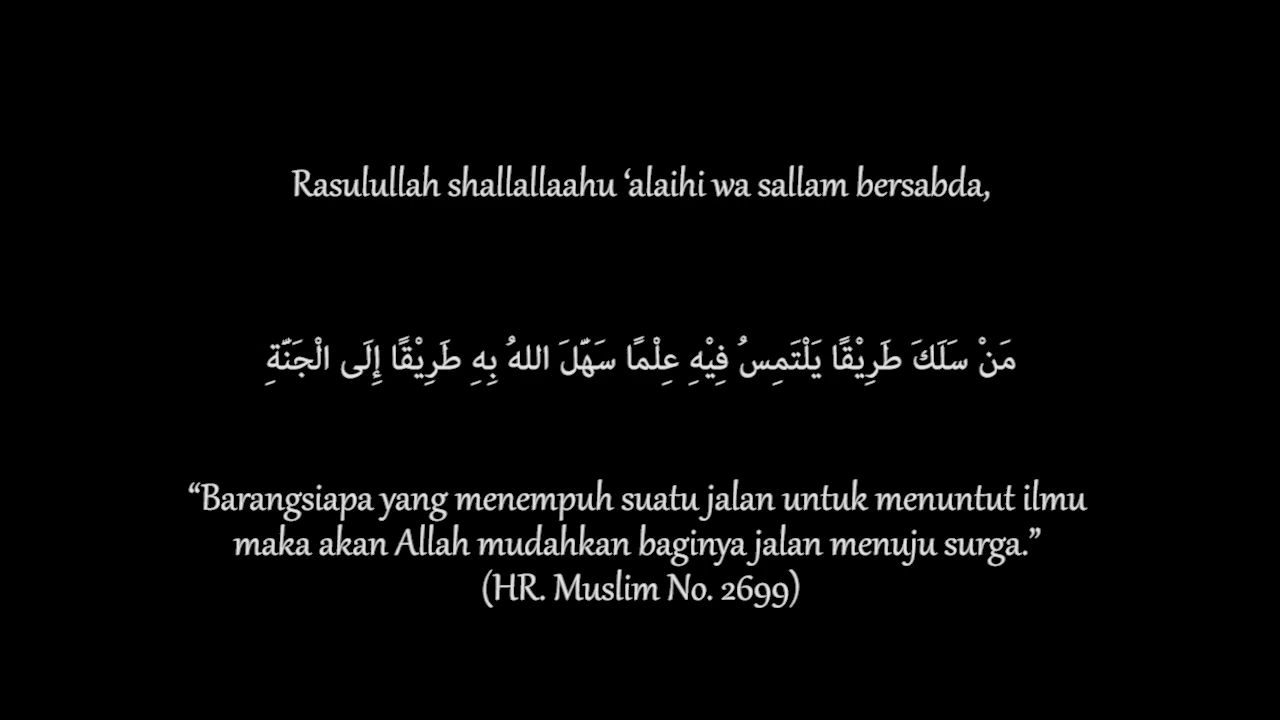 Rasulullah shallallaahu ‘alaihi wa sallam bersabda,
مَنْ سَلَكَ طَرِيْقًا يَلْتَمِسُ فِيْهِ عِلْمًا سَهَّلَ اللهُ بِهِ طَرِيْقًا إِلَى الْجَنَّةِ
“Barangsiapa yang menempuh suatu jalan untuk menuntut ilmu
maka akan Allah mudahkan baginya jalan menuju surga.”
(HR. Muslim No. 2699)